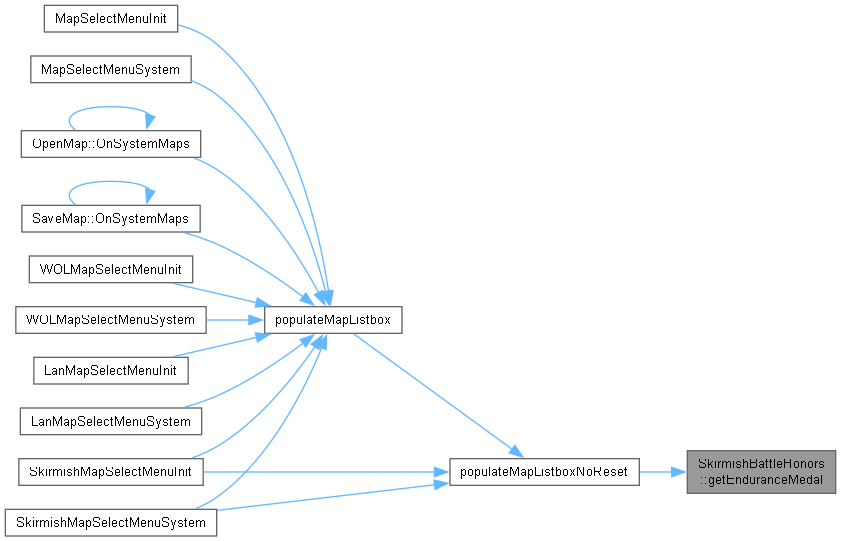 MapSelectMenuInit
MapSelectMenuSystem
OpenMap::OnSystemMaps
SaveMap::OnSystemMaps
WOLMapSelectMenuInit
WOLMapSelectMenuSystem
populateMapListbox
LanMapSelectMenuInit
LanMapSelectMenuSystem
SkirmishMapSelectMenuInit
populateMapListboxNoReset
SkirmishBattleHonors
::getEnduranceMedal
SkirmishMapSelectMenuSystem